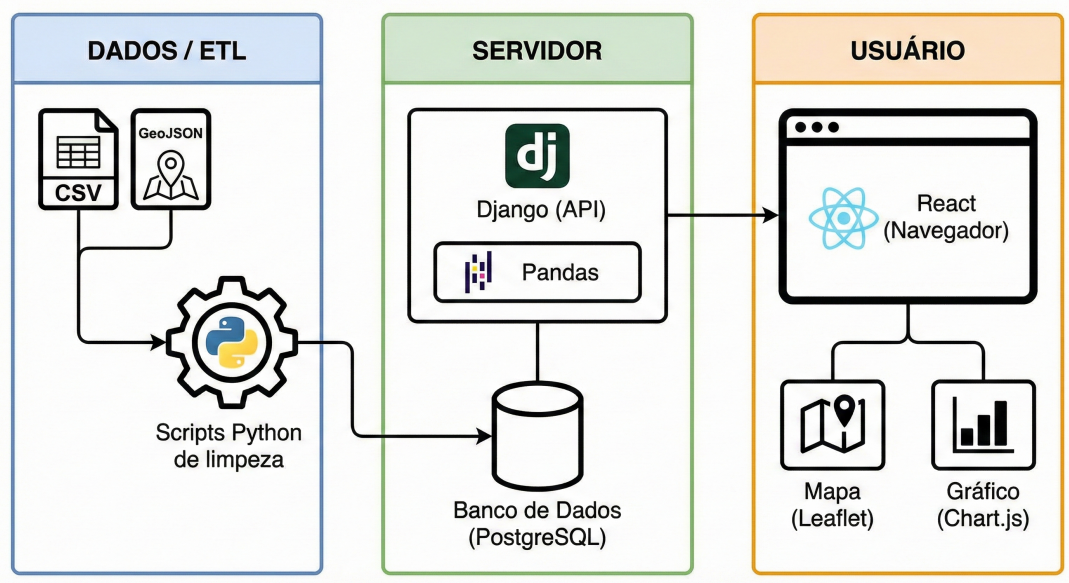 DADOS / ETL
CSV
GeoJSON
Scripts Python
de limpeza
SERVIDOR
dj
Django (API)
Pandas
Banco de Dados
(PostgreSQL)
USUÁRIO
React
(Navegador)
Mapa
(Leaflet)
Gráfico
(Chart.js)